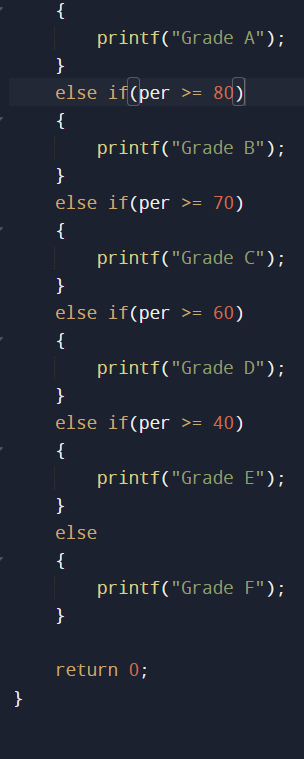 {
printf("Grade A");
}
else if(per >= 80)
{
printf("Grade B");
}
else if(per >= 70)
{
printf("Grade C");
}
else if(per >= 60)
{
printf("Grade D");
}
else if(per >= 40)
{
printf("Grade E");
}
else
{
printf("Grade F");
}
return 0;
}